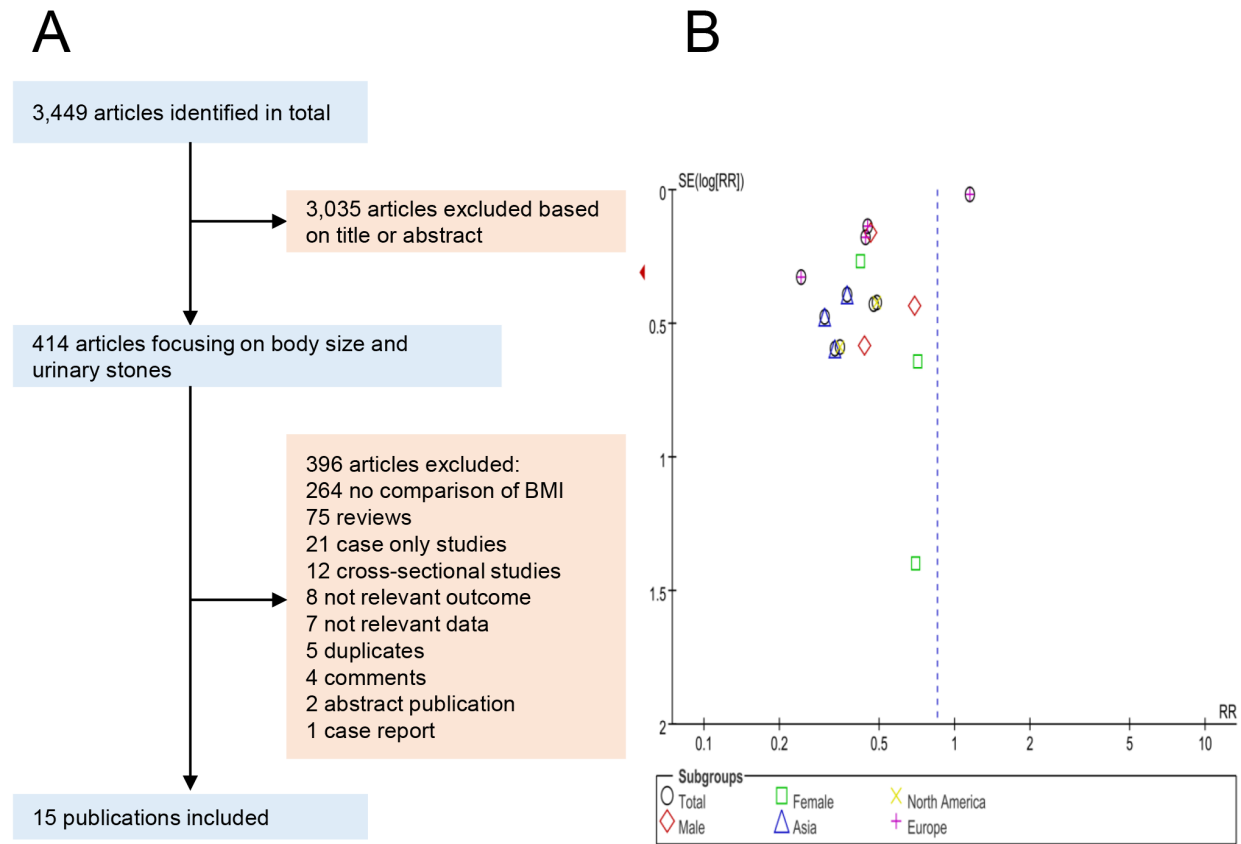 A
3,449 articles identified in total
3,035 articles excluded based
on title or abstract
414 articles focusing on body size and
urinary stones
396 articles excluded:
264 no comparison of BMI
75 reviews
21 case only studies
12 cross-sectional studies
8 not relevant outcome
7 not relevant data
5 duplicates
4 comments
2 abstract publication
1 case report
15 publications included
B
SE(log[RR])
0
0.5
1
1.5
2
RR
0.1 0.2 0.5 1 2 5 10
Subgroups
Total Female North America
Male Asia Europe